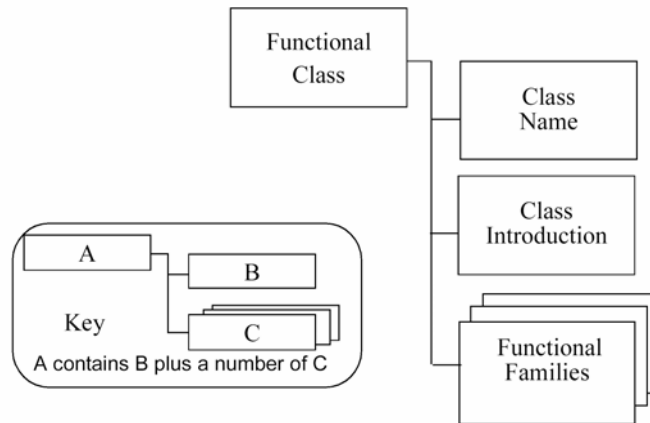 Functional
Class
Class
Name
Class
Introduction
Functional
Families
A
B
C
Key
A contains B plus a number of C